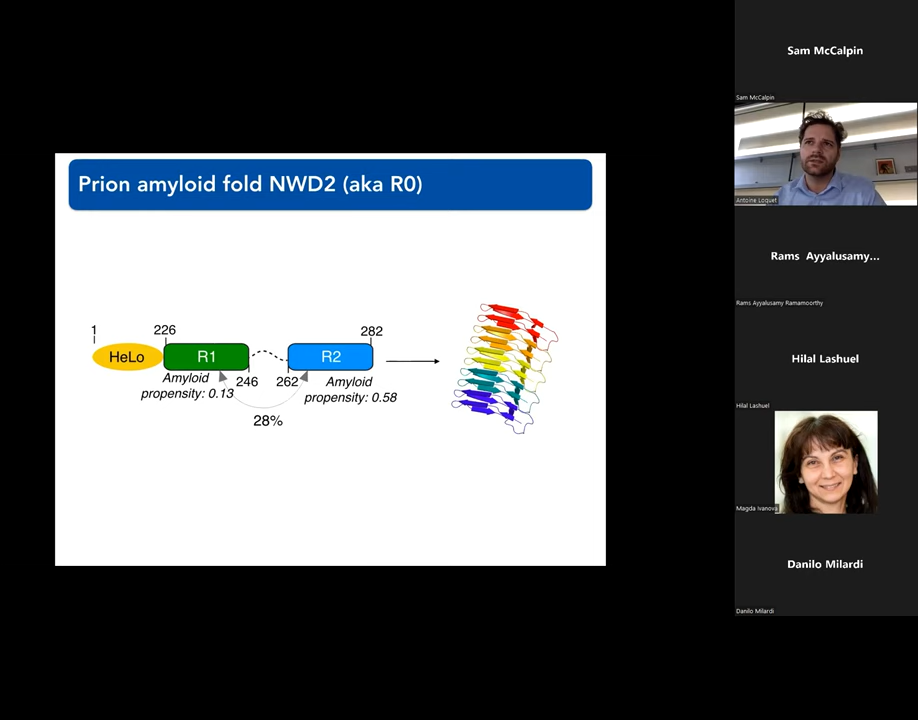 Prion amyloid fold NWD2 (aka R0)
1
226
282
HeLo
R1
R2
Amyloid
propensity: 0.13
246
262
Amyloid
propensity: 0.58
28%
Sam McCalpin
Sam McCalpin
Antoine Loquet
Rams Ayyalusamy...
Rams Ayyalusamy Ramamoorthy
Hilal Lashuel
Hilal Lashuel
Magda Ivanova
Danilo Milardi
Danilo Milardi